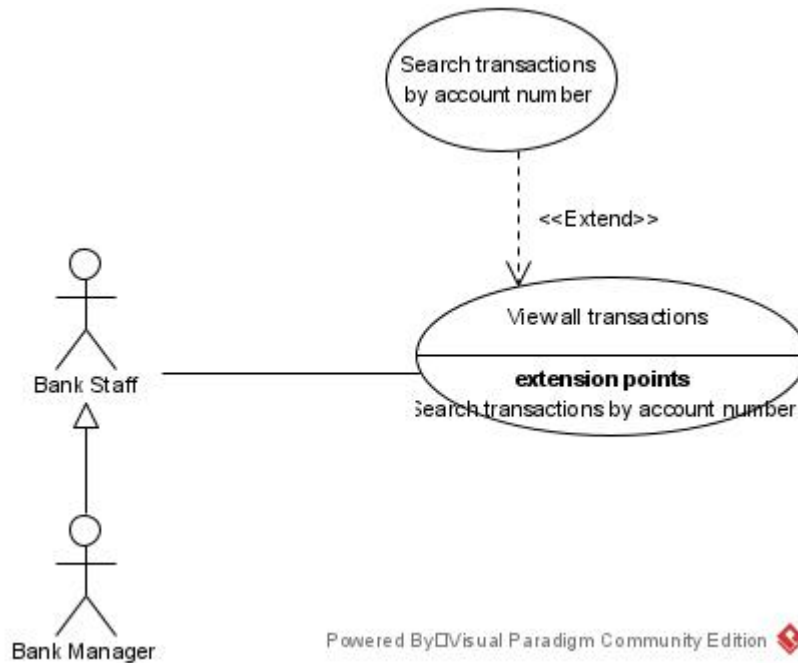 Search transactions
by account number
<<Extend>>
View all transactions
extension points
Search transactions by account number
Bank Staff
Bank Manager
Powered By□Visual Paradigm Community Edition